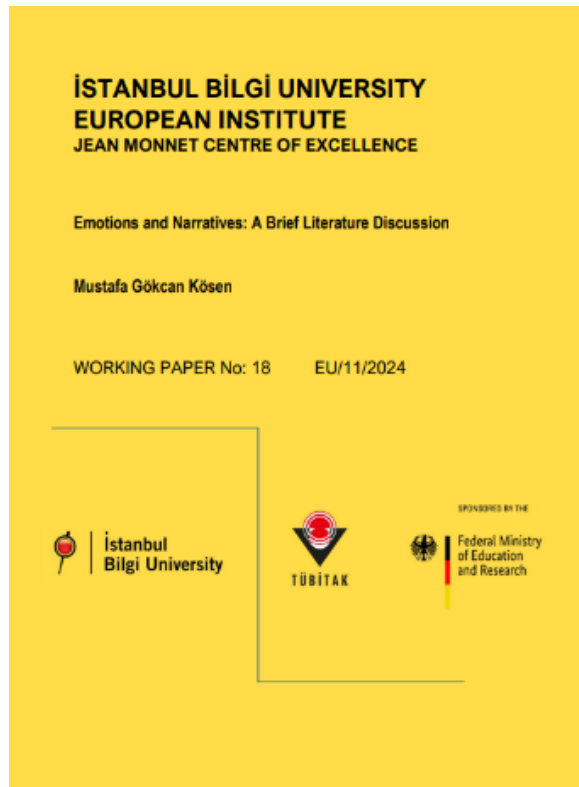 İSTANBUL BİLGİ UNIVERSITY
EUROPEAN INSTITUTE
JEAN MONNET CENTRE OF EXCELLENCE
Emotions and Narratives: A Brief Literature Discussion
Mustafa Gökcan Kösen
WORKING PAPER No: 18 EU/11/2024
İstanbul
Bilgi University
TÜBİTAK
SPONSORED BY THE
Federal Ministry
of Education
and Research